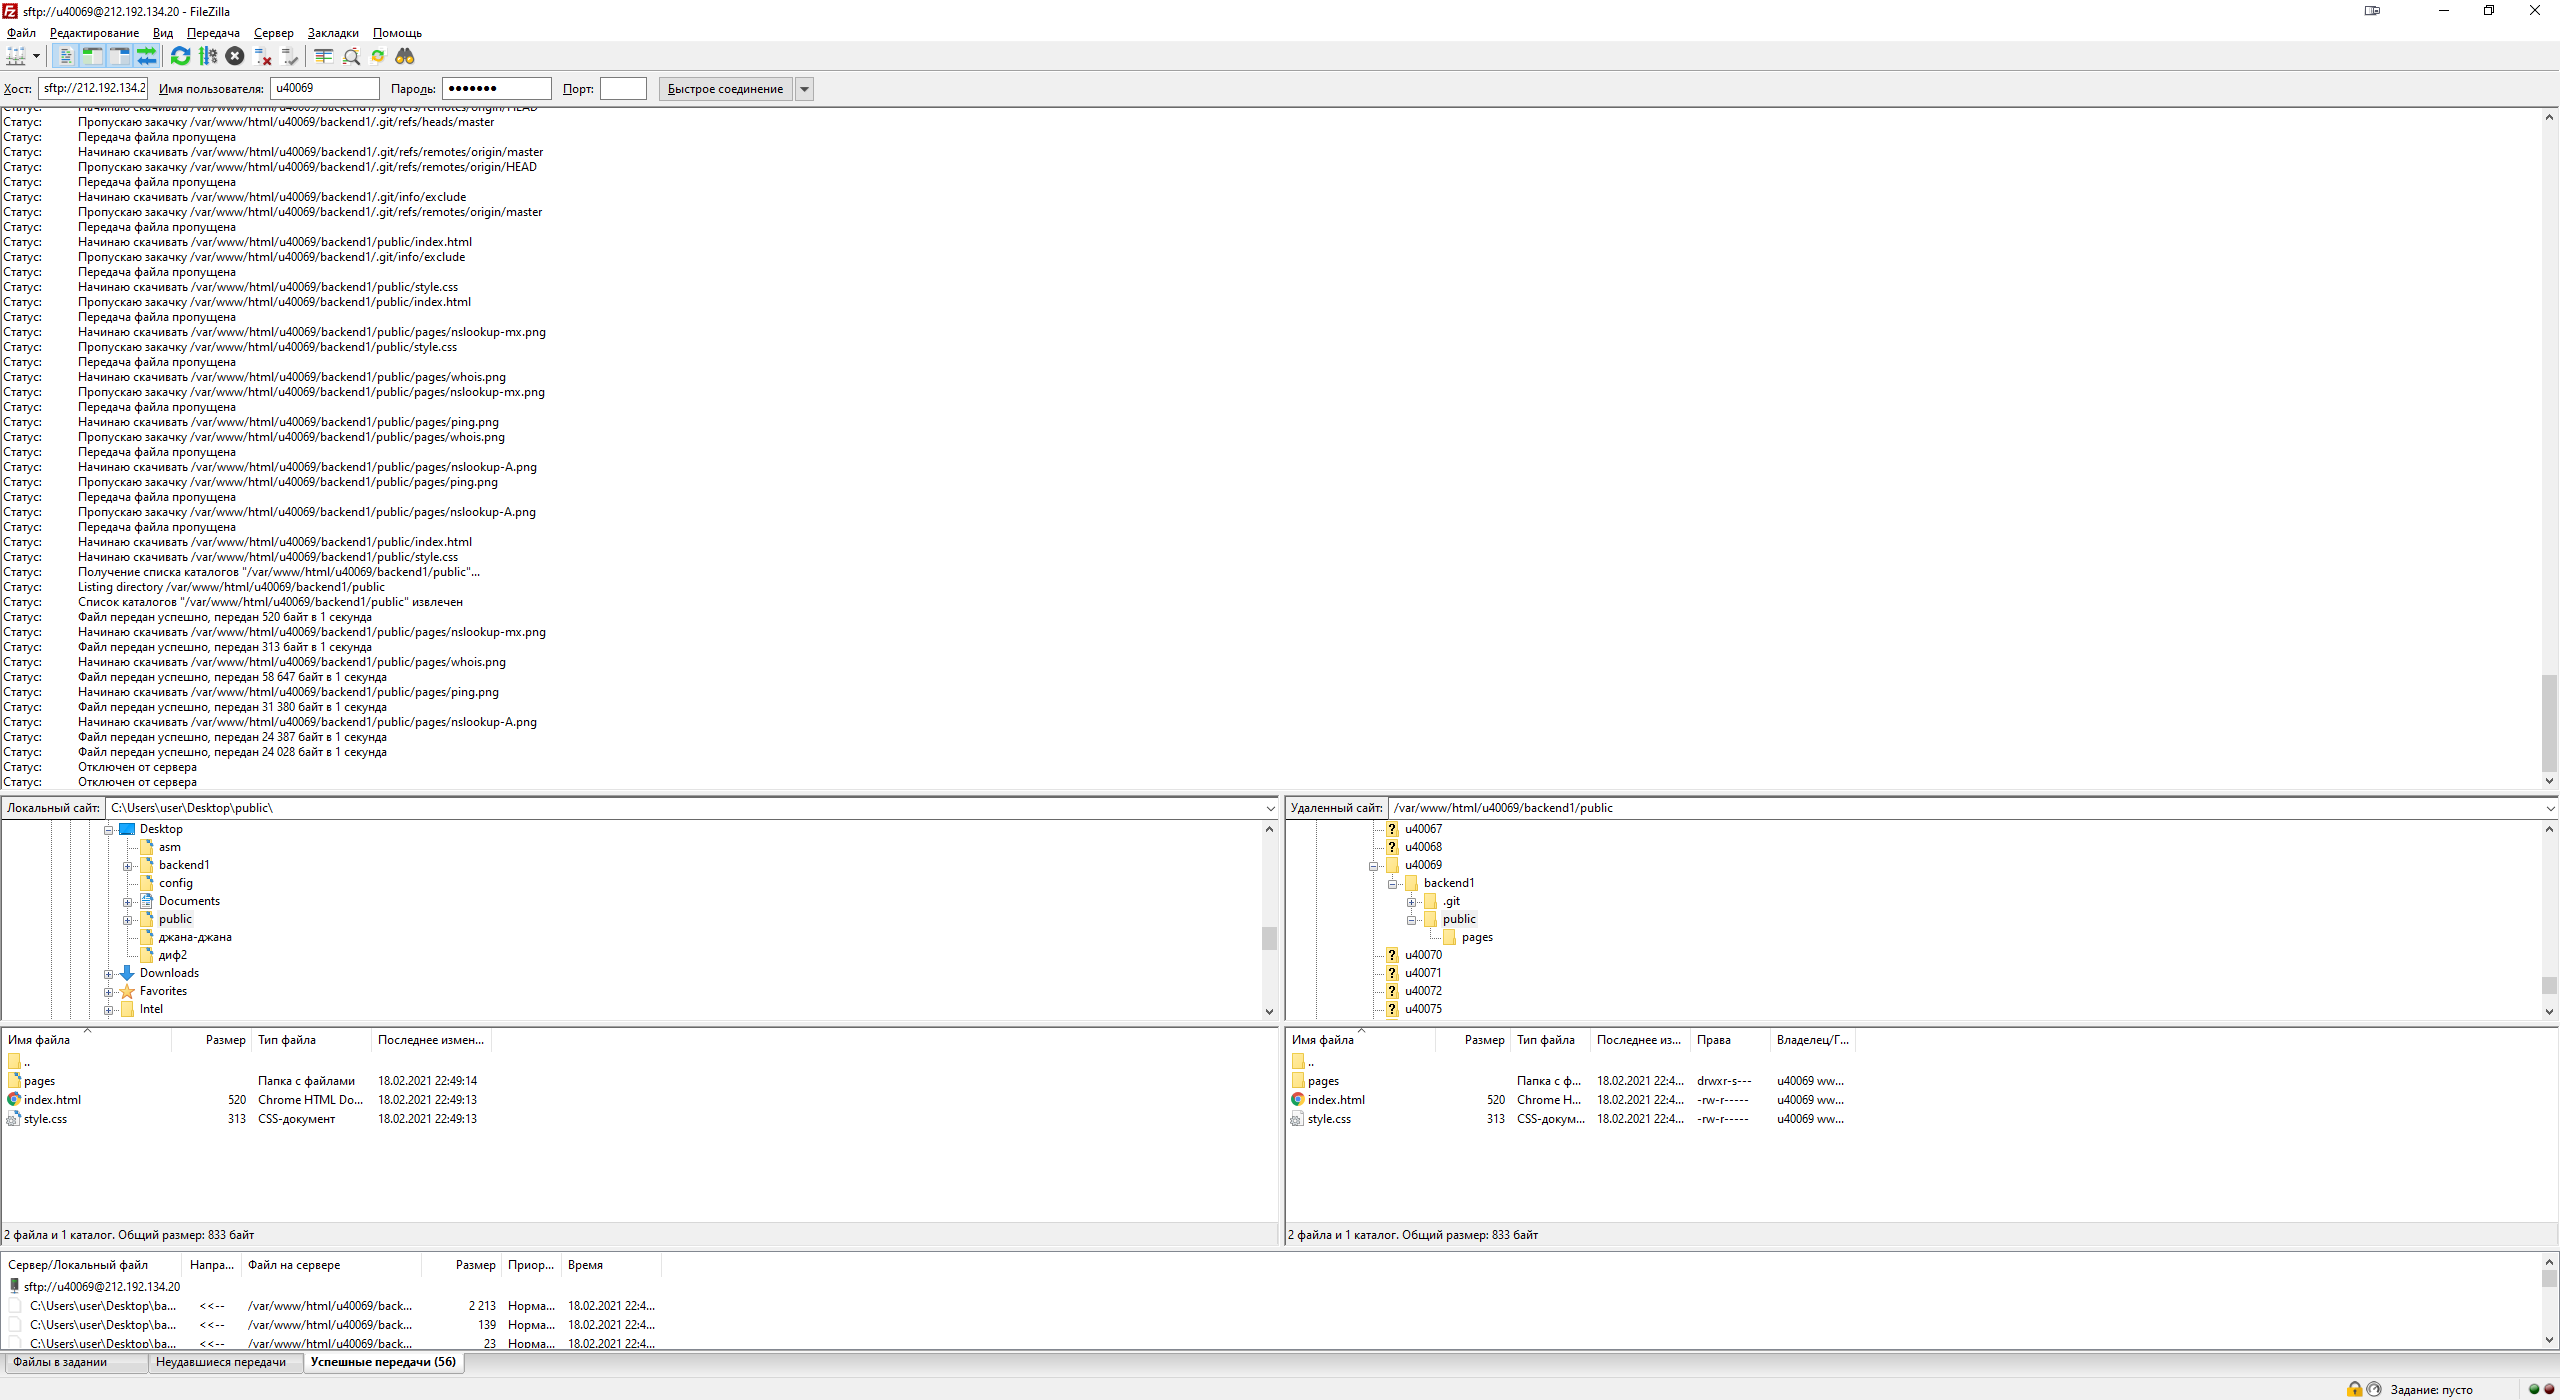 sftp://u40069@212.192.134.20 - FileZilla
Файл Редактирование Вид Передача Сервер Закладки Помощь
Хост: sftp://212.192.134.2 Имя пользователя: u40069 Пароль: ●●●●●●● Порт: Быстрое соединение
Статус: Начинаю скачивать /var/www/html/u40069/backend1/.git/refs/remotes/origin/HEAD
Статус: Пропускаю закачку /var/www/html/u40069/backend1/.git/refs/heads/master
Статус: Передача файла пропущена
Статус: Начинаю скачивать /var/www/html/u40069/backend1/.git/refs/remotes/origin/master
Статус: Пропускаю закачку /var/www/html/u40069/backend1/.git/refs/remotes/origin/HEAD
Статус: Передача файла пропущена
Статус: Начинаю скачивать /var/www/html/u40069/backend1/.git/info/exclude
Статус: Пропускаю закачку /var/www/html/u40069/backend1/.git/refs/remotes/origin/master
Статус: Передача файла пропущена
Статус: Начинаю скачивать /var/www/html/u40069/backend1/public/index.html
Статус: Пропускаю закачку /var/www/html/u40069/backend1/.git/info/exclude
Статус: Передача файла пропущена
Статус: Начинаю скачивать /var/www/html/u40069/backend1/public/style.css
Статус: Пропускаю закачку /var/www/html/u40069/backend1/public/index.html
Статус: Передача файла пропущена
Статус: Начинаю скачивать /var/www/html/u40069/backend1/public/pages/nslookup-mx.png
Статус: Пропускаю закачку /var/www/html/u40069/backend1/public/style.css
Статус: Передача файла пропущена
Статус: Начинаю скачивать /var/www/html/u40069/backend1/public/pages/whois.png
Статус: Пропускаю закачку /var/www/html/u40069/backend1/public/pages/nslookup-mx.png
Статус: Передача файла пропущена
Статус: Начинаю скачивать /var/www/html/u40069/backend1/public/pages/ping.png
Статус: Пропускаю закачку /var/www/html/u40069/backend1/public/pages/whois.png
Статус: Передача файла пропущена
Статус: Начинаю скачивать /var/www/html/u40069/backend1/public/pages/nslookup-A.png
Статус: Пропускаю закачку /var/www/html/u40069/backend1/public/pages/ping.png
Статус: Передача файла пропущена
Статус: Пропускаю закачку /var/www/html/u40069/backend1/public/pages/nslookup-A.png
Статус: Передача файла пропущена
Статус: Начинаю скачивать /var/www/html/u40069/backend1/public/index.html
Статус: Начинаю скачивать /var/www/html/u40069/backend1/public/style.css
Статус: Получение списка каталогов "/var/www/html/u40069/backend1/public"...
Статус: Listing directory /var/www/html/u40069/backend1/public
Статус: Список каталогов "/var/www/html/u40069/backend1/public" извлечен
Статус: Файл передан успешно, передан 520 байт в 1 секунда
Статус: Начинаю скачивать /var/www/html/u40069/backend1/public/pages/nslookup-mx.png
Статус: Файл передан успешно, передан 313 байт в 1 секунда
Статус: Начинаю скачивать /var/www/html/u40069/backend1/public/pages/whois.png
Статус: Файл передан успешно, передан 58 647 байт в 1 секунда
Статус: Начинаю скачивать /var/www/html/u40069/backend1/public/pages/ping.png
Статус: Файл передан успешно, передан 31 380 байт в 1 секунда
Статус: Начинаю скачивать /var/www/html/u40069/backend1/public/pages/nslookup-A.png
Статус: Файл передан успешно, передан 24 387 байт в 1 секунда
Статус: Файл передан успешно, передан 24 028 байт в 1 секунда
Статус: Отключен от сервера
Статус: Отключен от сервера
Локальный сайт: C:\Users\user\Desktop\public\
Desktop
asm
backend1
config
Documents
public
джана-джана
диф2
Downloads
Favorites
Intel
Имя файла Размер Тип файла Последнее измен...
..
pages Папка с файлами 18.02.2021 22:49:14
index.html 520 Chrome HTML Do... 18.02.2021 22:49:13
style.css 313 CSS-документ 18.02.2021 22:49:13
2 файла и 1 каталог. Общий размер: 833 байт
Удаленный сайт: /var/www/html/u40069/backend1/public
u40067
u40068
u40069
backend1
.git
public
pages
u40070
u40071
u40072
u40075
Имя файла Размер Тип файла Последнее из... Права Владелец/Г...
..
pages Папка с ф... 18.02.2021 22:4... drwxr-s--- u40069 ww...
index.html 520 Chrome H... 18.02.2021 22:4... -rw-r----- u40069 ww...
style.css 313 CSS-докум... 18.02.2021 22:4... -rw-r----- u40069 ww...
2 файла и 1 каталог. Общий размер: 833 байт
Сервер/Локальный файл Напра... Файл на сервере Размер Приор... Время
sftp://u40069@212.192.134.20
C:\Users\user\Desktop\ba... <<-- /var/www/html/u40069/back... 2 213 Норма... 18.02.2021 22:4...
C:\Users\user\Desktop\ba... <<-- /var/www/html/u40069/back... 139 Норма... 18.02.2021 22:4...
C:\Users\user\Desktop\ba... <<-- /var/www/html/u40069/back... 23 Норма... 18.02.2021 22:4...
Файлы в задании Неудавшиеся передачи Успешные передачи (56)
Задание: пусто